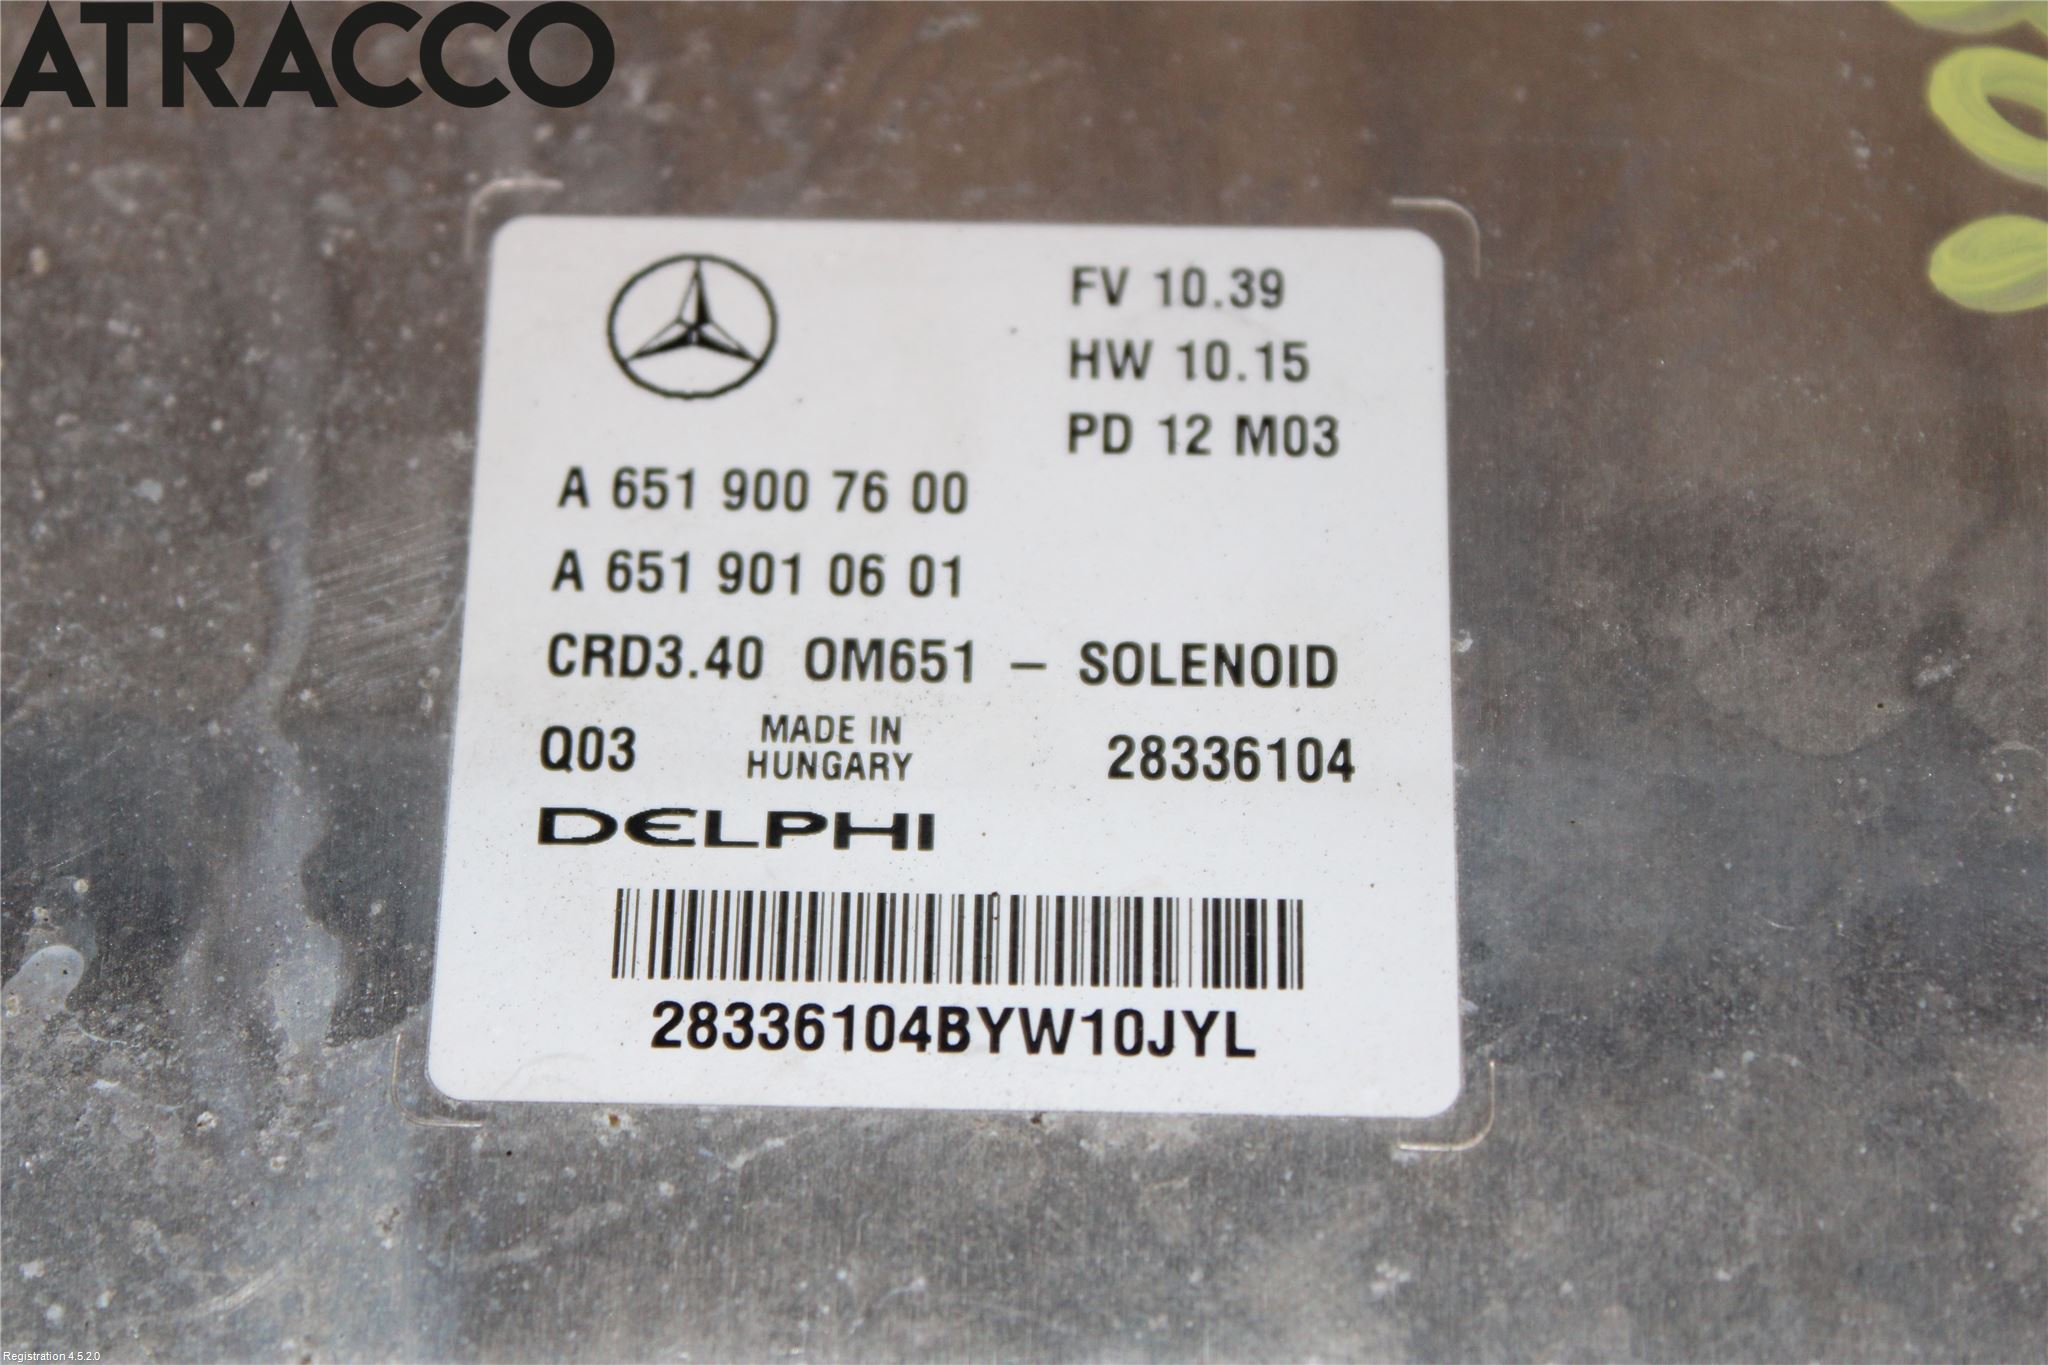 ATRACCO
FV 10.39
HW 10.15
PD 12 M03
A 651 900 76 00
A 651 901 06 01
CRD3.40 OM651 – SOLENOID
Q03 MADE IN HUNGARY 28336104
DELPHI
28336104BYW10JYL
Registration 4.5.2.0